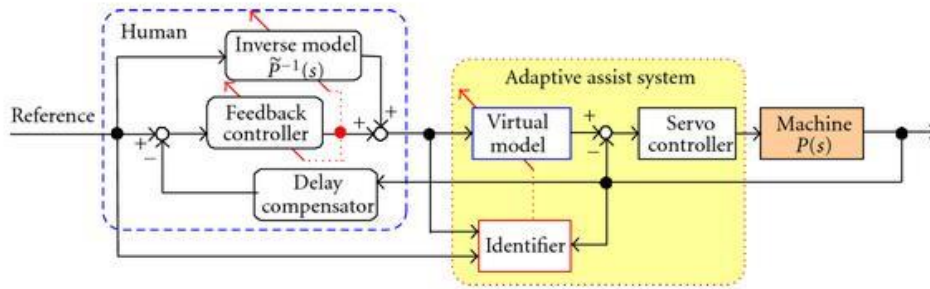 Human
Inverse model
P̃⁻¹(s)
Adaptive assist system
Reference
+
−
Feedback
controller
+
+
Virtual
model
+
−
Servo
controller
Machine
P(s)
Delay
compensator
Identifier